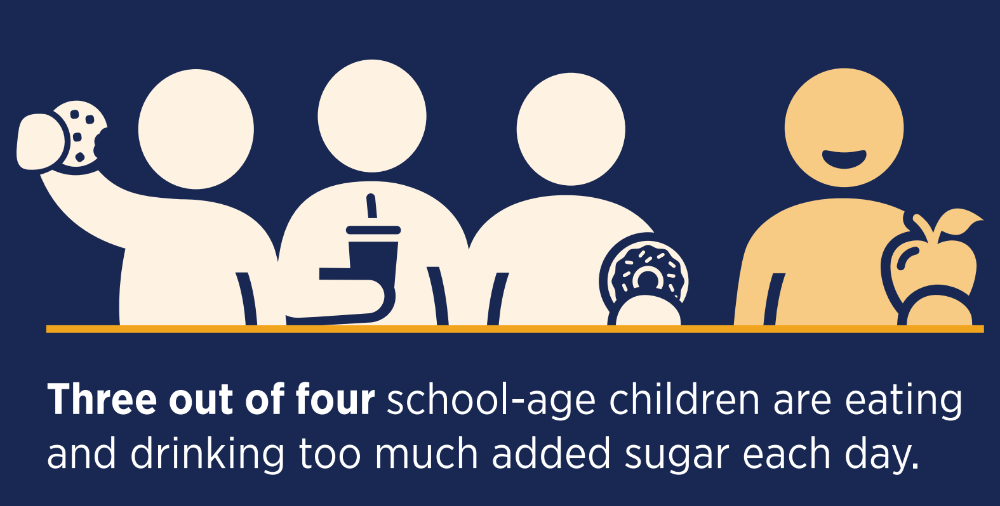 Three out of four school-age children are eating
and drinking too much added sugar each day.